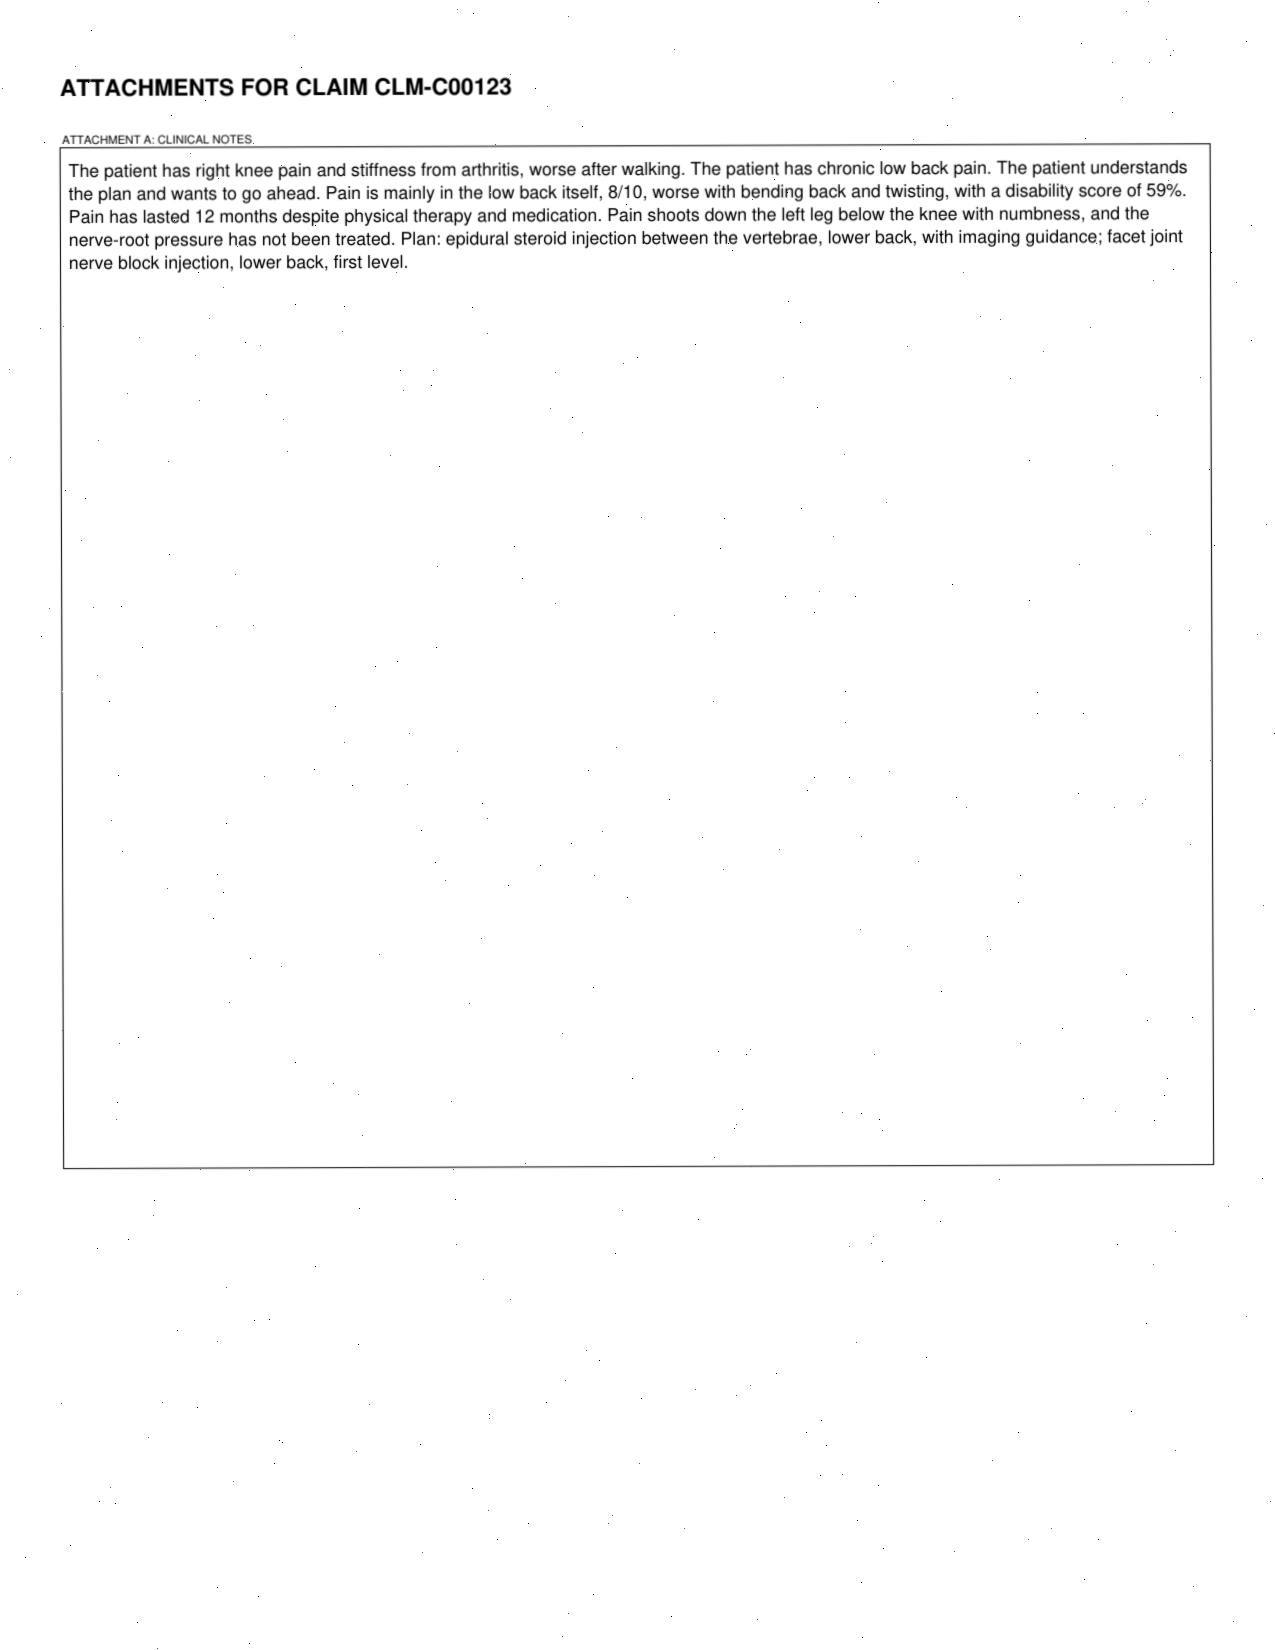 ATTACHMENTS FOR CLAIM CLM-C00123
ATTACHMENT A: CLINICAL NOTES
The patient has right knee pain and stiffness from arthritis, worse after walking. The patient has chronic low back pain. The patient understands
the plan and wants to go ahead. Pain is mainly in the low back itself, 8/10, worse with bending back and twisting, with a disability score of 59%.
Pain has lasted 12 months despite physical therapy and medication. Pain shoots down the left leg below the knee with numbness, and the
nerve-root pressure has not been treated. Plan: epidural steroid injection between the vertebrae, lower back, with imaging guidance; facet joint
nerve block injection, lower back, first level.